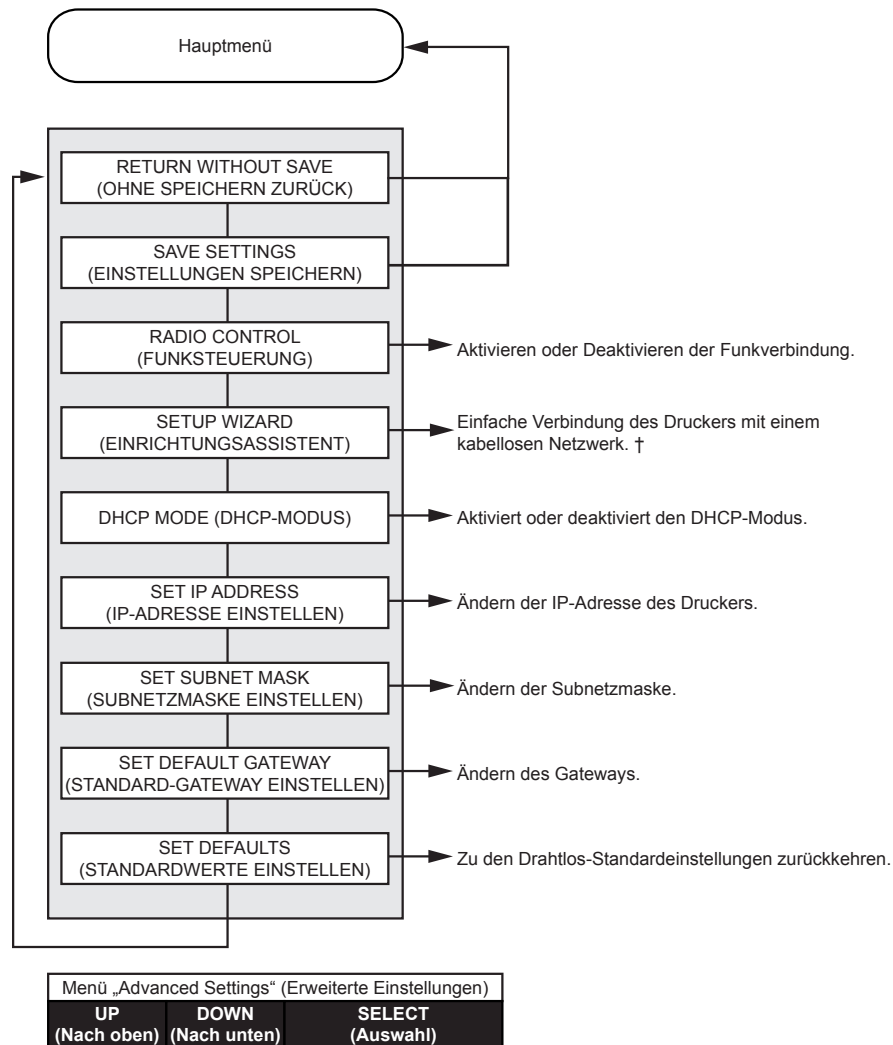 Hauptmenü
RETURN WITHOUT SAVE
(OHNE SPEICHERN ZURÜCK)
SAVE SETTINGS
(EINSTELLUNGEN SPEICHERN)
RADIO CONTROL
(FUNKSTEUERUNG)
Aktivieren oder Deaktivieren der Funkverbindung.
SETUP WIZARD
(EINRICHTUNGSASSISTENT)
Einfache Verbindung des Druckers mit einem
kabellosen Netzwerk. †
DHCP MODE (DHCP-MODUS)
Aktiviert oder deaktiviert den DHCP-Modus.
SET IP ADDRESS
(IP-ADRESSE EINSTELLEN)
Ändern der IP-Adresse des Druckers.
SET SUBNET MASK
(SUBNETZMASKE EINSTELLEN)
Ändern der Subnetzmaske.
SET DEFAULT GATEWAY
(STANDARD-GATEWAY EINSTELLEN)
Ändern des Gateways.
SET DEFAULTS
(STANDARDWERTE EINSTELLEN)
Zu den Drahtlos-Standardeinstellungen zurückkehren.
Menü „Advanced Settings“ (Erweiterte Einstellungen)
UP DOWN SELECT
(Nach oben) (Nach unten) (Auswahl)